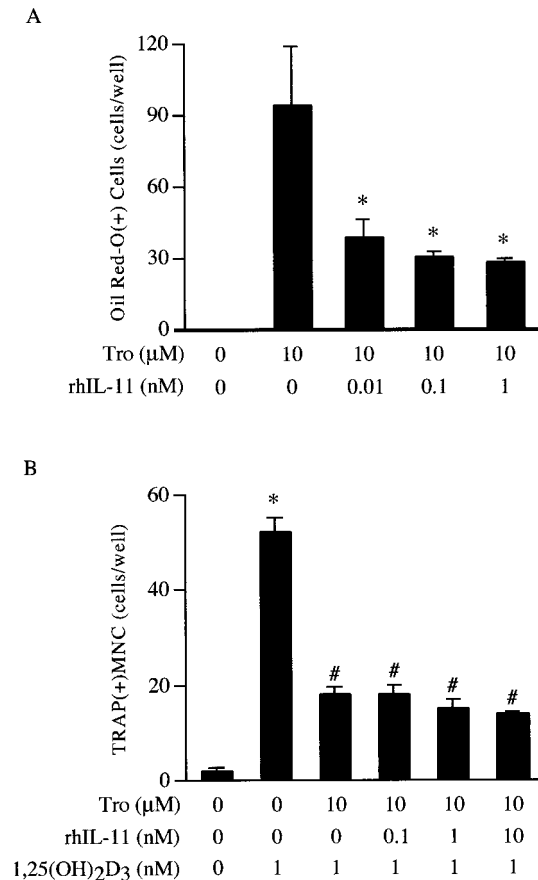 A
Oil Red-O(+) Cells (cells/well)
120
90
60
30
0
*
*
*
Tro (μM) 0 10 10 10 10
rhIL-11 (nM) 0 0 0.01 0.1 1
B
TRAP(+)MNC (cells/well)
60
40
20
0
*
#
#
#
#
Tro (μM) 0 0 10 10 10 10
rhIL-11 (nM) 0 0 0 0.1 1 10
1,25(OH)2D3 (nM) 0 1 1 1 1 1